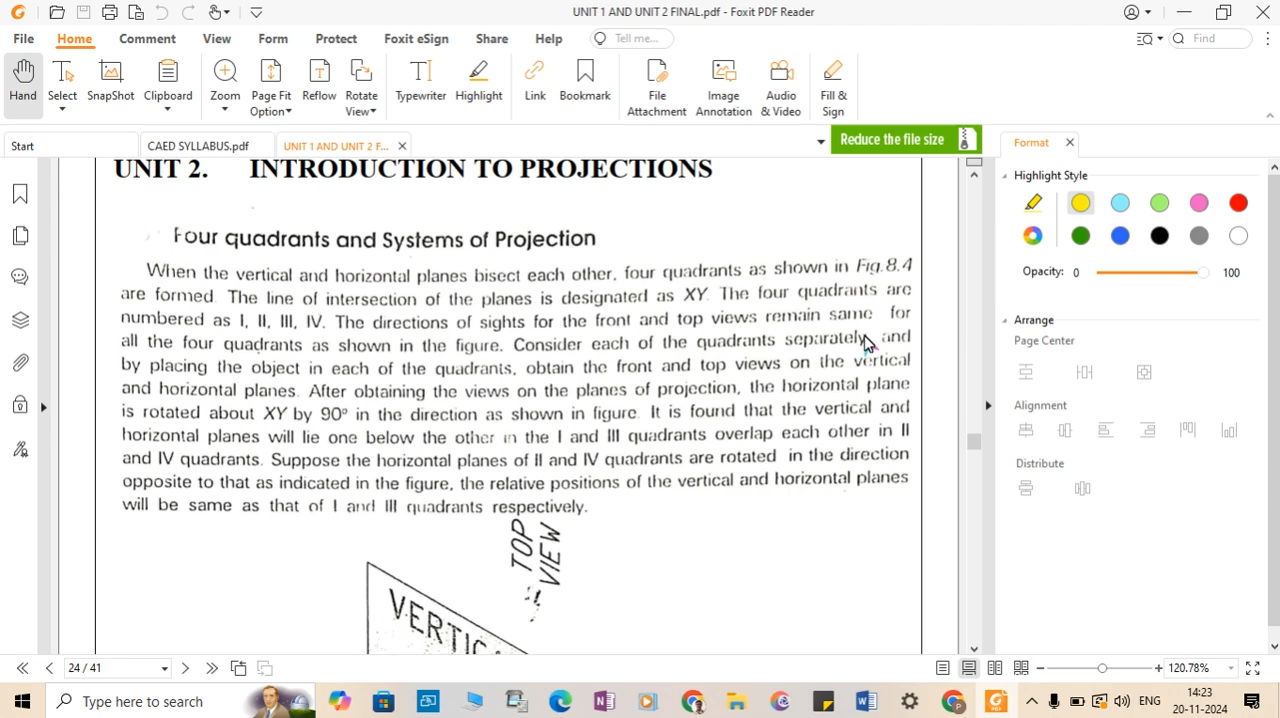 UNIT 1 AND UNIT 2 FINAL.pdf - Foxit PDF Reader
File Home Comment View Form Protect Foxit eSign Share Help Tell me... Find
Hand Select SnapShot Clipboard Zoom Page Fit Option Reflow Rotate View Typewriter Highlight Link Bookmark File Attachment Image Annotation Audio & Video Fill & Sign
Start CAED SYLLABUS.pdf UNIT 1 AND UNIT 2 F... Reduce the file size Format
UNIT 2. INTRODUCTION TO PROJECTIONS
Four quadrants and Systems of Projection
When the vertical and horizontal planes bisect each other, four quadrants as shown in Fig.8.4
are formed. The line of intersection of the planes is designated as XY. The four quadrants are
numbered as I, II, III, IV. The directions of sights for the front and top views remain same for
all the four quadrants as shown in the figure. Consider each of the quadrants separately and
by placing the object in each of the quadrants, obtain the front and top views on the vertical
and horizontal planes. After obtaining the views on the planes of projection, the horizontal plane
is rotated about XY by 90° in the direction as shown in figure. It is found that the vertical and
horizontal planes will lie one below the other in the I and III quadrants overlap each other in II
and IV quadrants. Suppose the horizontal planes of II and IV quadrants are rotated in the direction
opposite to that as indicated in the figure, the relative positions of the vertical and horizontal planes
will be same as that of I and III quadrants respectively.
TOP
VIEW
Highlight Style
Opacity: 0 100
Arrange
Page Center
Alignment
Distribute
24 / 41
120.78%
Type here to search
ENG
14:23
20-11-2024